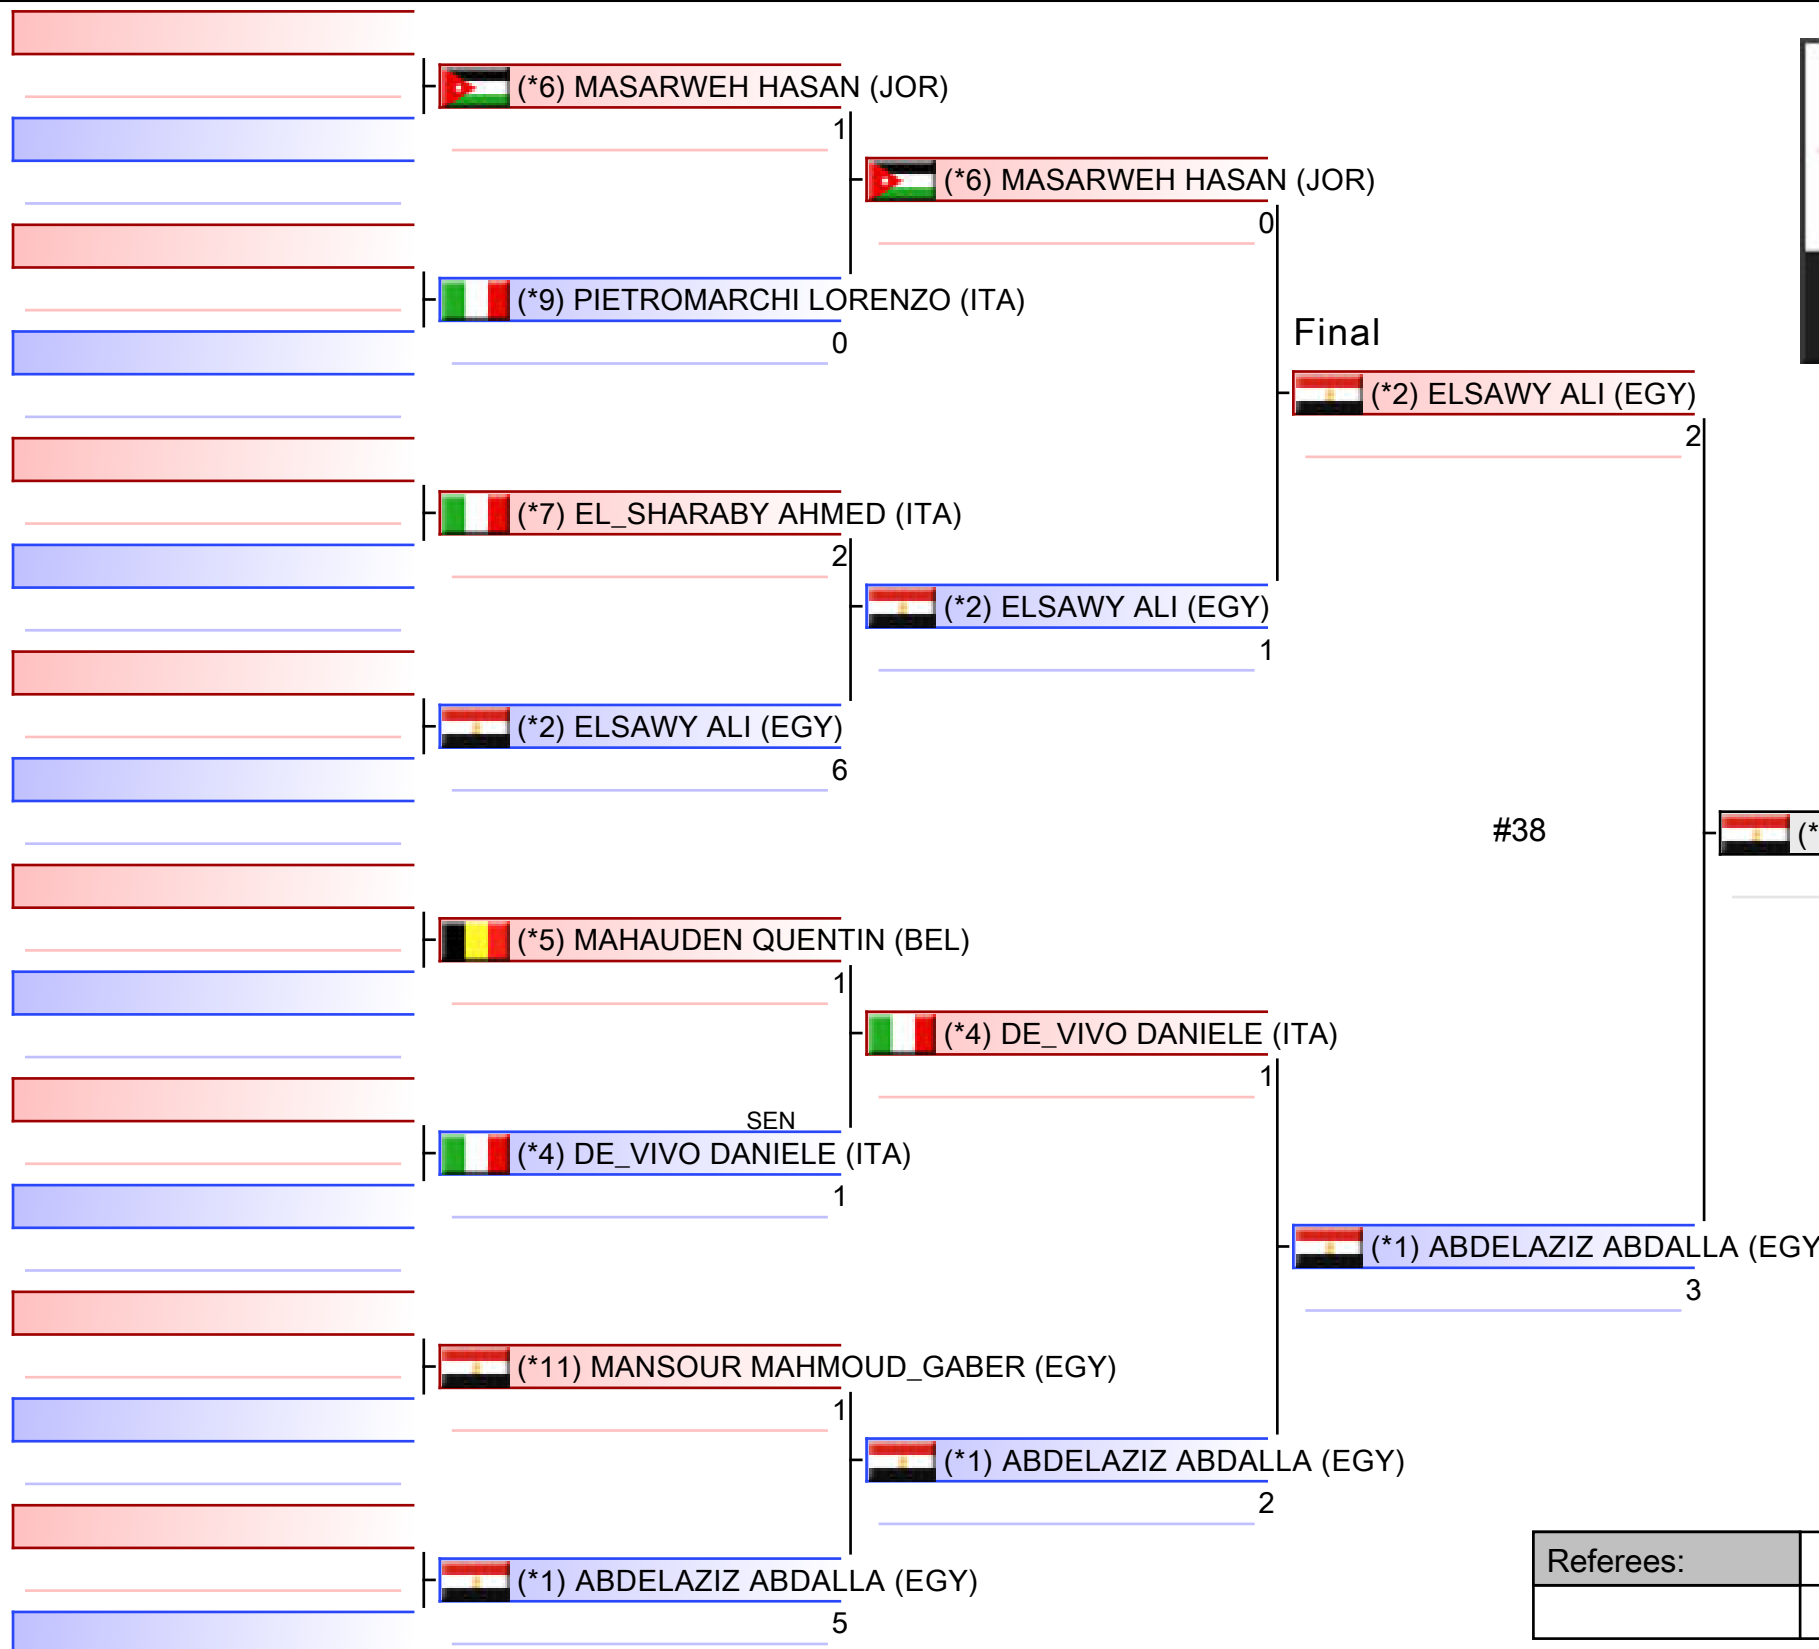 (*6) MASARWEH HASAN (JOR)
1
(*6) MASARWEH HASAN (JOR)
0
(*9) PIETROMARCHI LORENZO (ITA)
0
Final
(*2) ELSAWY ALI (EGY)
2
(*7) EL_SHARABY AHMED (ITA)
2
(*2) ELSAWY ALI (EGY)
1
(*2) ELSAWY ALI (EGY)
6
#38
(*
(*5) MAHAUDEN QUENTIN (BEL)
1
(*4) DE_VIVO DANIELE (ITA)
1
SEN
(*4) DE_VIVO DANIELE (ITA)
1
(*1) ABDELAZIZ ABDALLA (EGY
3
(*11) MANSOUR MAHMOUD_GABER (EGY)
1
(*1) ABDELAZIZ ABDALLA (EGY)
2
(*1) ABDELAZIZ ABDALLA (EGY)
5
Referees: